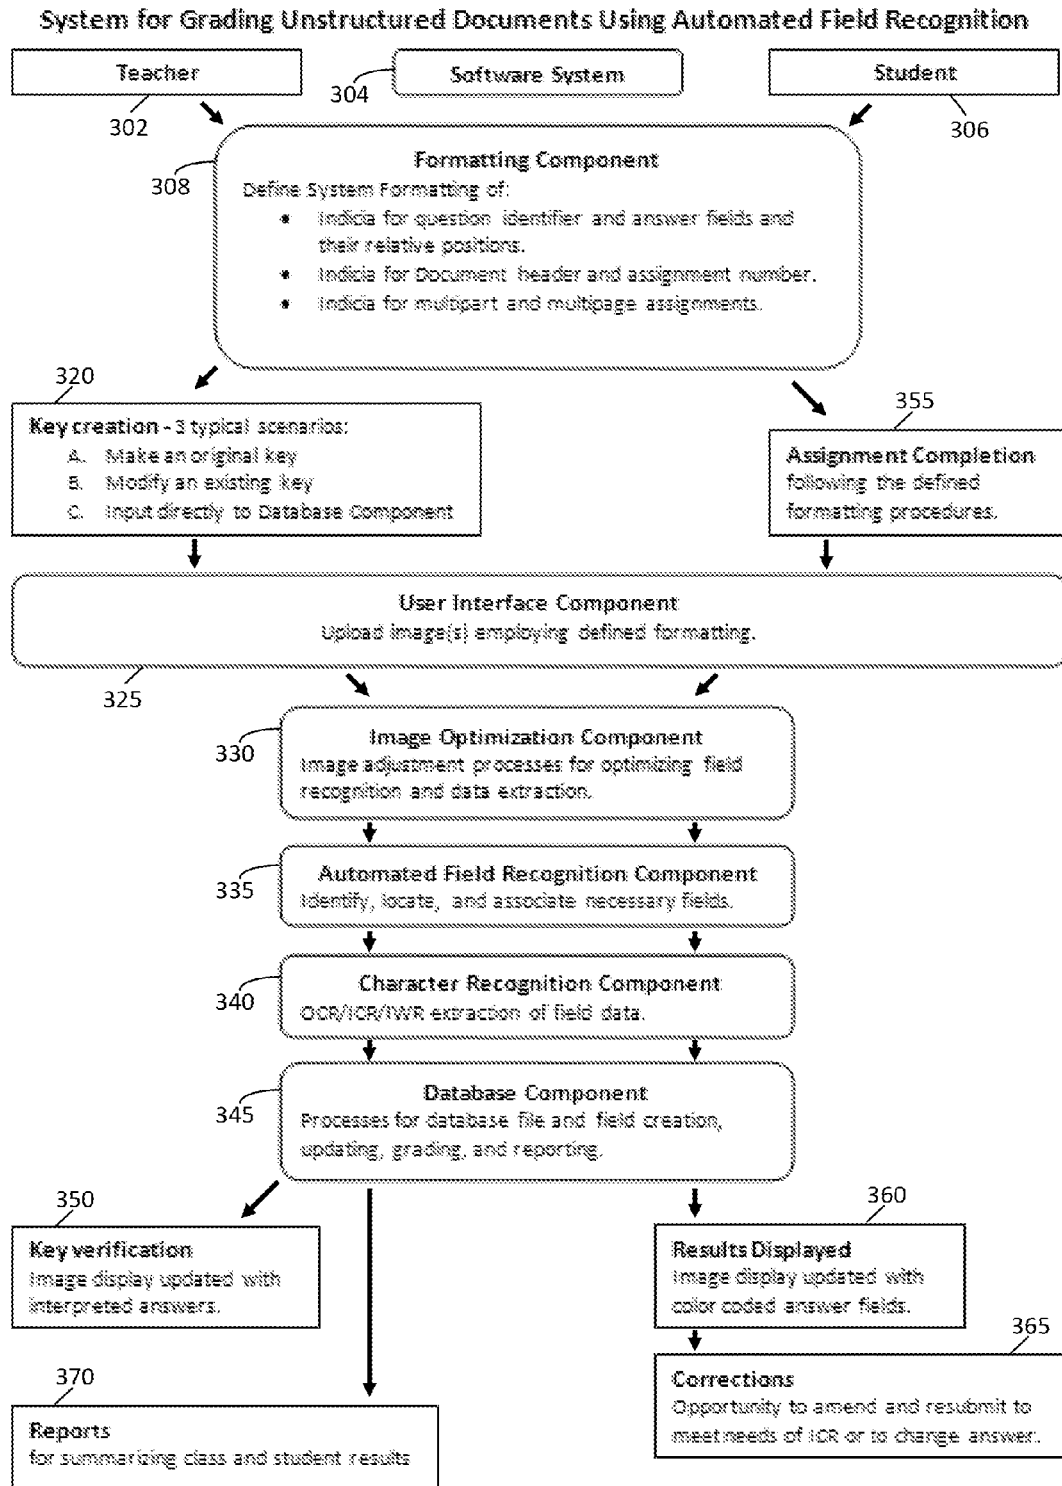 System for Grading Unstructured Documents Using Automated Field Recognition
Teacher
Software System
Student
302
304
306
308
Formatting Component
Define System Formatting of:
• Indicia for question identifier and answer fields and
their relative positions.
• Indicia for Document header and assignment number.
• Indicia for multipart and multipage assignments.
320
Key creation - 3 typical scenarios:
A. Make an original key
B. Modify an existing key
C. Input directly to Database Component
355
Assignment Completion
following the defined
formatting procedures.
User Interface Component
Upload image(s) employing defined formatting.
325
330
Image Optimization Component
Image adjustment processes for optimizing field
recognition and data extraction.
335
Automated Field Recognition Component
Identify, locate, and associate necessary fields.
340
Character Recognition Component
OCR/ICR/IWR extraction of field data.
345
Database Component
Processes for database file and field creation,
updating, grading, and reporting.
350
Key verification
Image display updated with
interpreted answers.
360
Results Displayed
Image display updated with
color coded answer fields.
365
Corrections
Opportunity to amend and resubmit to
meet needs of ICR or to change answer.
370
Reports
for summarizing class and student results